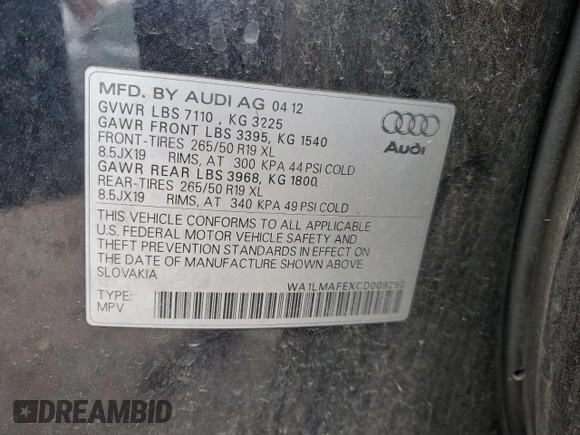 MFD. BY AUDI AG 04 12
GVWR LBS 7110 , KG 3225
GAWR FRONT LBS 3395, KG 1540
FRONT-TIRES 265/50 R19 XL
8.5JX19 RIMS, AT 300 KPA 44 PSI COLD
GAWR REAR LBS 3968, KG 1800,
REAR-TIRES 265/50 R19 XL
8.5JX19 RIMS, AT 340 KPA 49 PSI COLD
Audi
THIS VEHICLE CONFORMS TO ALL APPLICABLE
U.S. FEDERAL MOTOR VEHICLE SAFETY AND
THEFT PREVENTION STANDARDS IN EFFECT ON
THE DATE OF MANUFACTURE SHOWN ABOVE.
SLOVAKIA
WA1LMAFEXCD009290
TYPE:
MPV
DREAMBID